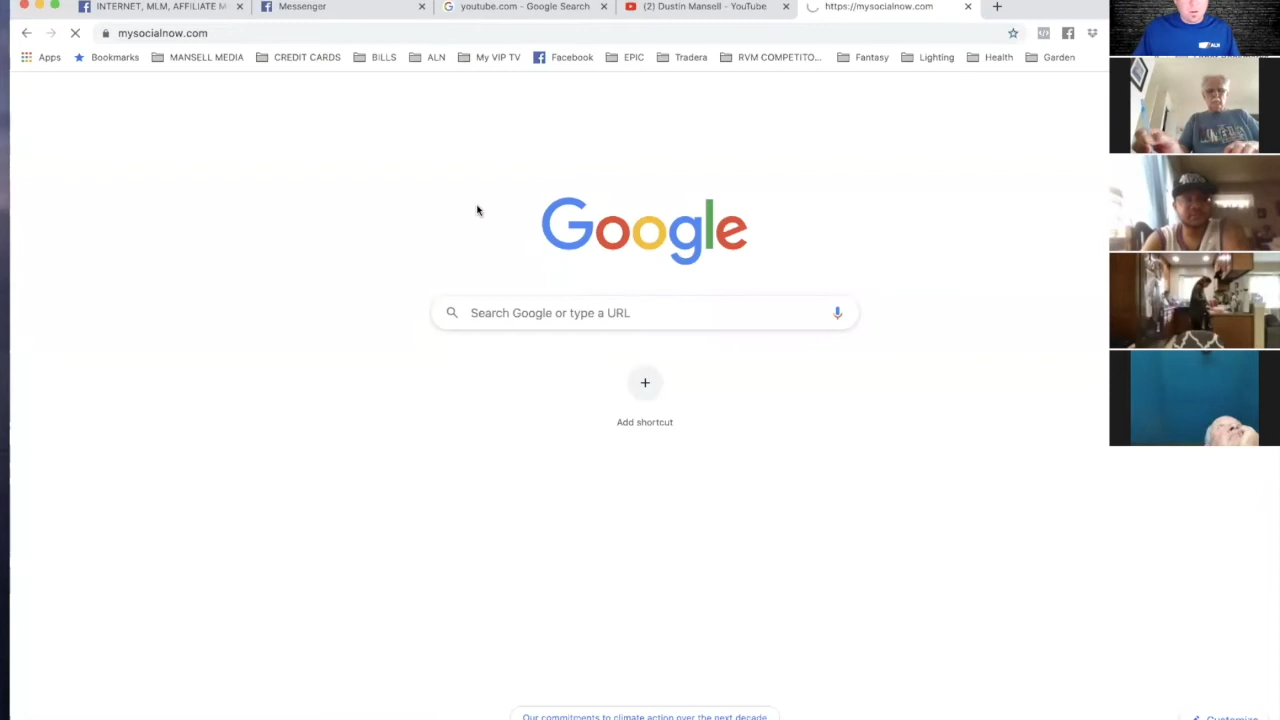 INTERNET, MLM, AFFILIATE M
Messenger
youtube.com - Google Search
(2) Dustin Mansell - YouTube
https://mysocialnow.com
mysocialnow.com
Apps
Bookmarks
MANSELL MEDIA
CREDIT CARDS
BILLS
ALN
My VIP TV
Facebook
EPIC
Tradera
RVM COMPETITO...
Fantasy
Lighting
Health
Garden
ALN
Google
Search Google or type a URL
Add shortcut
Our commitments to climate action over the next decade
Customize